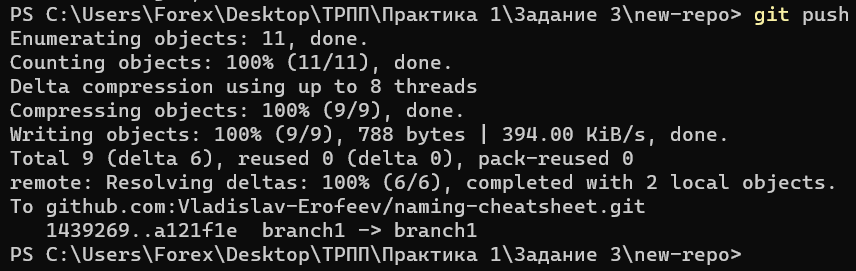 PS C:\Users\Forex\Desktop\ТРПП\Практика 1\Задание 3\new-repo> git push
Enumerating objects: 11, done.
Counting objects: 100% (11/11), done.
Delta compression using up to 8 threads
Compressing objects: 100% (9/9), done.
Writing objects: 100% (9/9), 788 bytes | 394.00 KiB/s, done.
Total 9 (delta 6), reused 0 (delta 0), pack-reused 0
remote: Resolving deltas: 100% (6/6), completed with 2 local objects.
To github.com:Vladislav-Erofeev/naming-cheatsheet.git
   1439269..a121f1e  branch1 -> branch1
PS C:\Users\Forex\Desktop\ТРПП\Практика 1\Задание 3\new-repo>